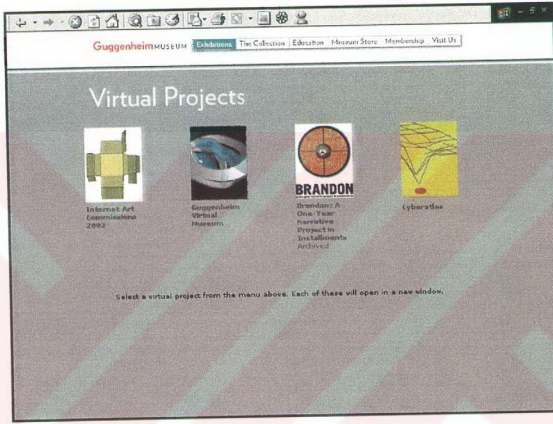 GuggenheimMUSEUM Exhibitions The Collection Education Museum Store Membership Visit Us
Virtual Projects
Internet Art
Commissions
2002
Guggenheim
Virtual
Museum
BRANDON
Brandon: A
One-Year
Narrative
Project in
Installments
Archived
Cyberatlas
Select a virtual project from the menu above. Each of these will open in a new window.